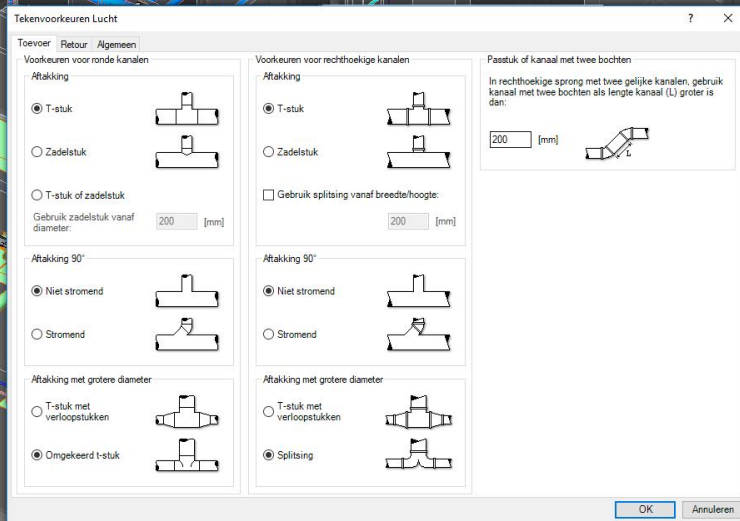 Tekenvoorkeuren Lucht
?
Toevoer Retour Algemeen
Voorkeuren voor ronde kanalen
Aftakking
T-stuk
Zadelstuk
T-stuk of zadelstuk
Gebruik zadelstuk vanaf
diameter:
200 [mm]
Aftakking 90°
Niet stromend
Stromend
Aftakking met grotere diameter
T-stuk met
verloopstukken
Omgekeerd t-stuk
Voorkeuren voor rechthoekige kanalen
Aftakking
T-stuk
Zadelstuk
Gebruik splitsing vanaf breedte/hoogte:
200 [mm]
Aftakking 90°
Niet stromend
Stromend
Aftakking met grotere diameter
T-stuk met
verloopstukken
Splitsing
Passtuk of kanaal met twee bochten
In rechthoekige sprong met twee gelijke kanalen, gebruik
kanaal met twee bochten als lengte kanaal (L) groter is
dan:
200 [mm]
L
OK Annuleren